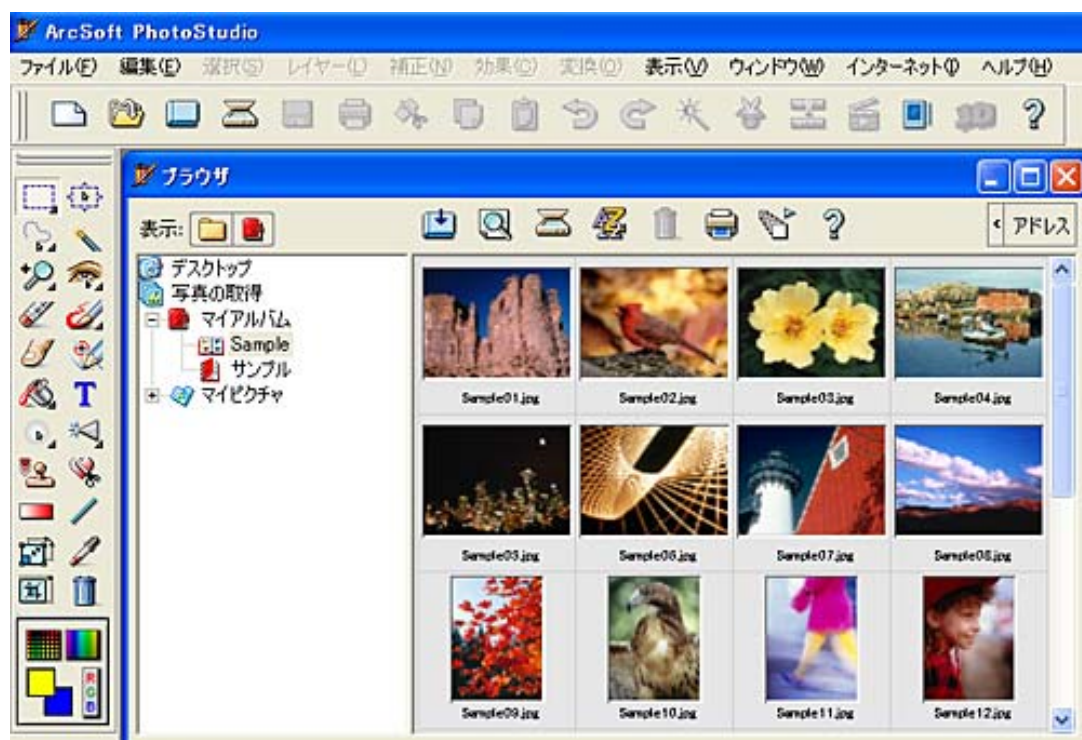 ArcSoft PhotoStudio
ファイル(F) 編集(E) 選択(S) レイヤー(L) 補正(N) 効果(C) 変換(O) 表示(V) ウィンドウ(W) インターネット(I) ヘルプ(H)
ブラウザ
表示:
アドレス
デスクトップ
写真の取得
マイアルバム
Sample
サンプル
マイピクチャ
Sample01.jpg Sample02.jpg Sample03.jpg Sample04.jpg
Sample05.jpg Sample06.jpg Sample07.jpg Sample08.jpg
Sample09.jpg Sample10.jpg Sample11.jpg Sample12.jpg
T
RGB